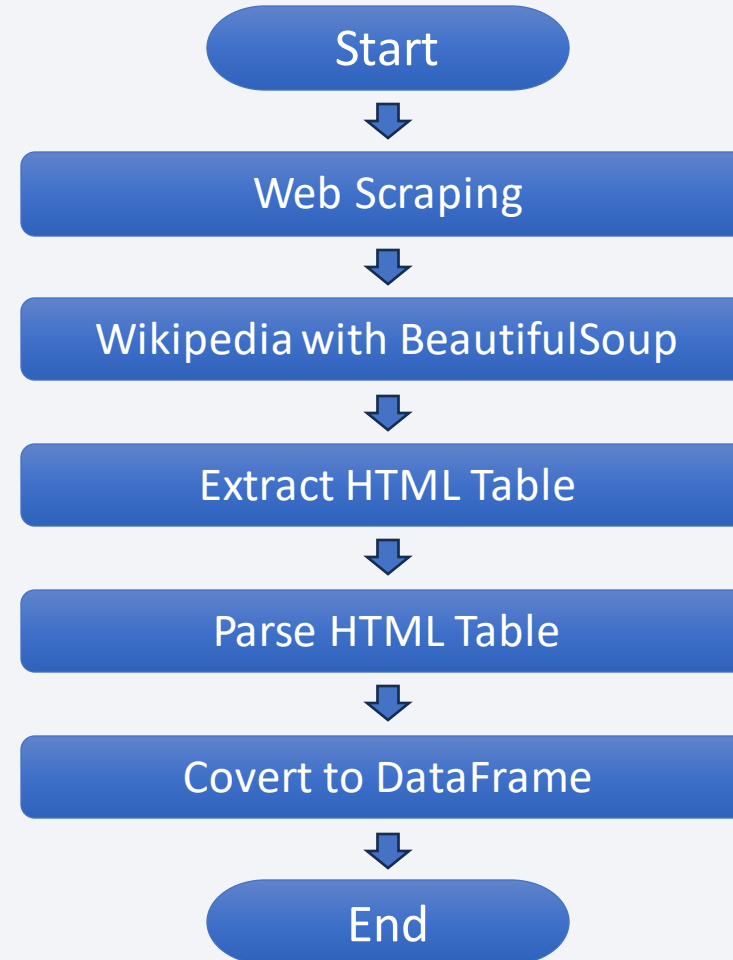 Start
Web Scraping
Wikipedia with BeautifulSoup
Extract HTML Table
Parse HTML Table
Covert to DataFrame
End